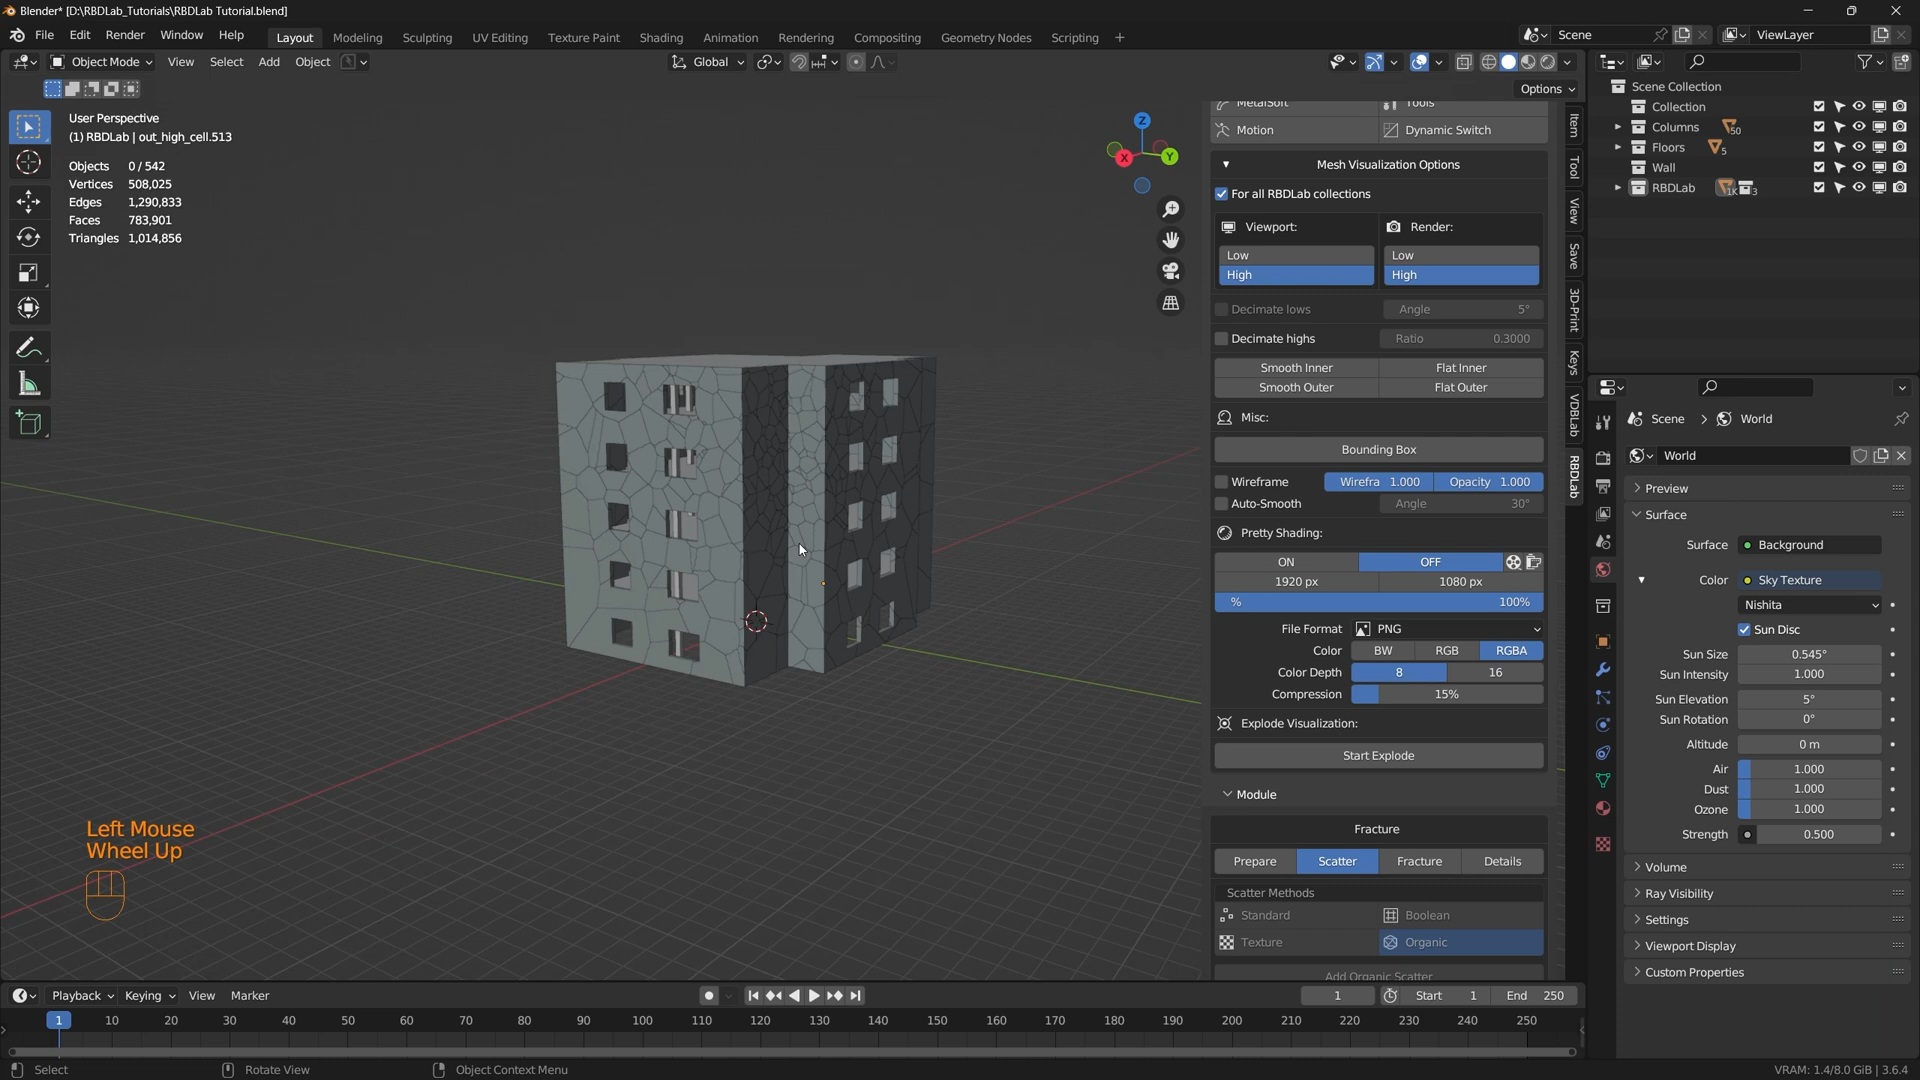 Blender* [D:\RBDLab_Tutorials\RBDLab Tutorial.blend]
File Edit Render Window Help Layout Modeling Sculpting UV Editing Texture Paint Shading Animation Rendering Compositing Geometry Nodes Scripting + Scene ViewLayer
Object Mode View Select Add Object Global
Options
User Perspective
(1) RBDLab | out_high_cell.513
Objects 0/542
Vertices 508,025
Edges 1,290,833
Faces 783,901
Triangles 1,014,856
Z
X
Y
MetalSoft Tools
Motion Dynamic Switch
Mesh Visualization Options
For all RBDLab collections
Viewport: Render:
Low Low
High High
Decimate lows Angle 5°
Decimate highs Ratio 0.3000
Smooth Inner Flat Inner
Smooth Outer Flat Outer
Misc:
Bounding Box
Wireframe Wirefra 1.000 Opacity 1.000
Auto-Smooth Angle 30°
Pretty Shading:
ON OFF
1920 px 1080 px
% 100%
File Format PNG
Color BW RGB RGBA
Color Depth 8 16
Compression 15%
Explode Visualization:
Start Explode
Module
Fracture
Prepare Scatter Fracture Details
Scatter Methods
Standard Boolean
Texture Organic
Add Organic Scatter
Item
Tool
View
Save
3D-Print
Keys
VDBLab
RBDLab
Scene Collection
Collection
Columns 50
Floors 5
Wall
RBDLab 1K 3
Scene > World
World
Preview
Surface
Surface Background
Color Sky Texture
Nishita
Sun Disc
Sun Size 0.545°
Sun Intensity 1.000
Sun Elevation 5°
Sun Rotation 0°
Altitude 0 m
Air 1.000
Dust 1.000
Ozone 1.000
Strength 0.500
Volume
Ray Visibility
Settings
Viewport Display
Custom Properties
Left Mouse
Wheel Up
Playback Keying View Marker 1 Start 1 End 250
1 10 20 30 40 50 60 70 80 90 100 110 120 130 140 150 160 170 180 190 200 210 220 230 240 250
Select Rotate View Object Context Menu VRAM: 1.4/8.0 GiB | 3.6.4